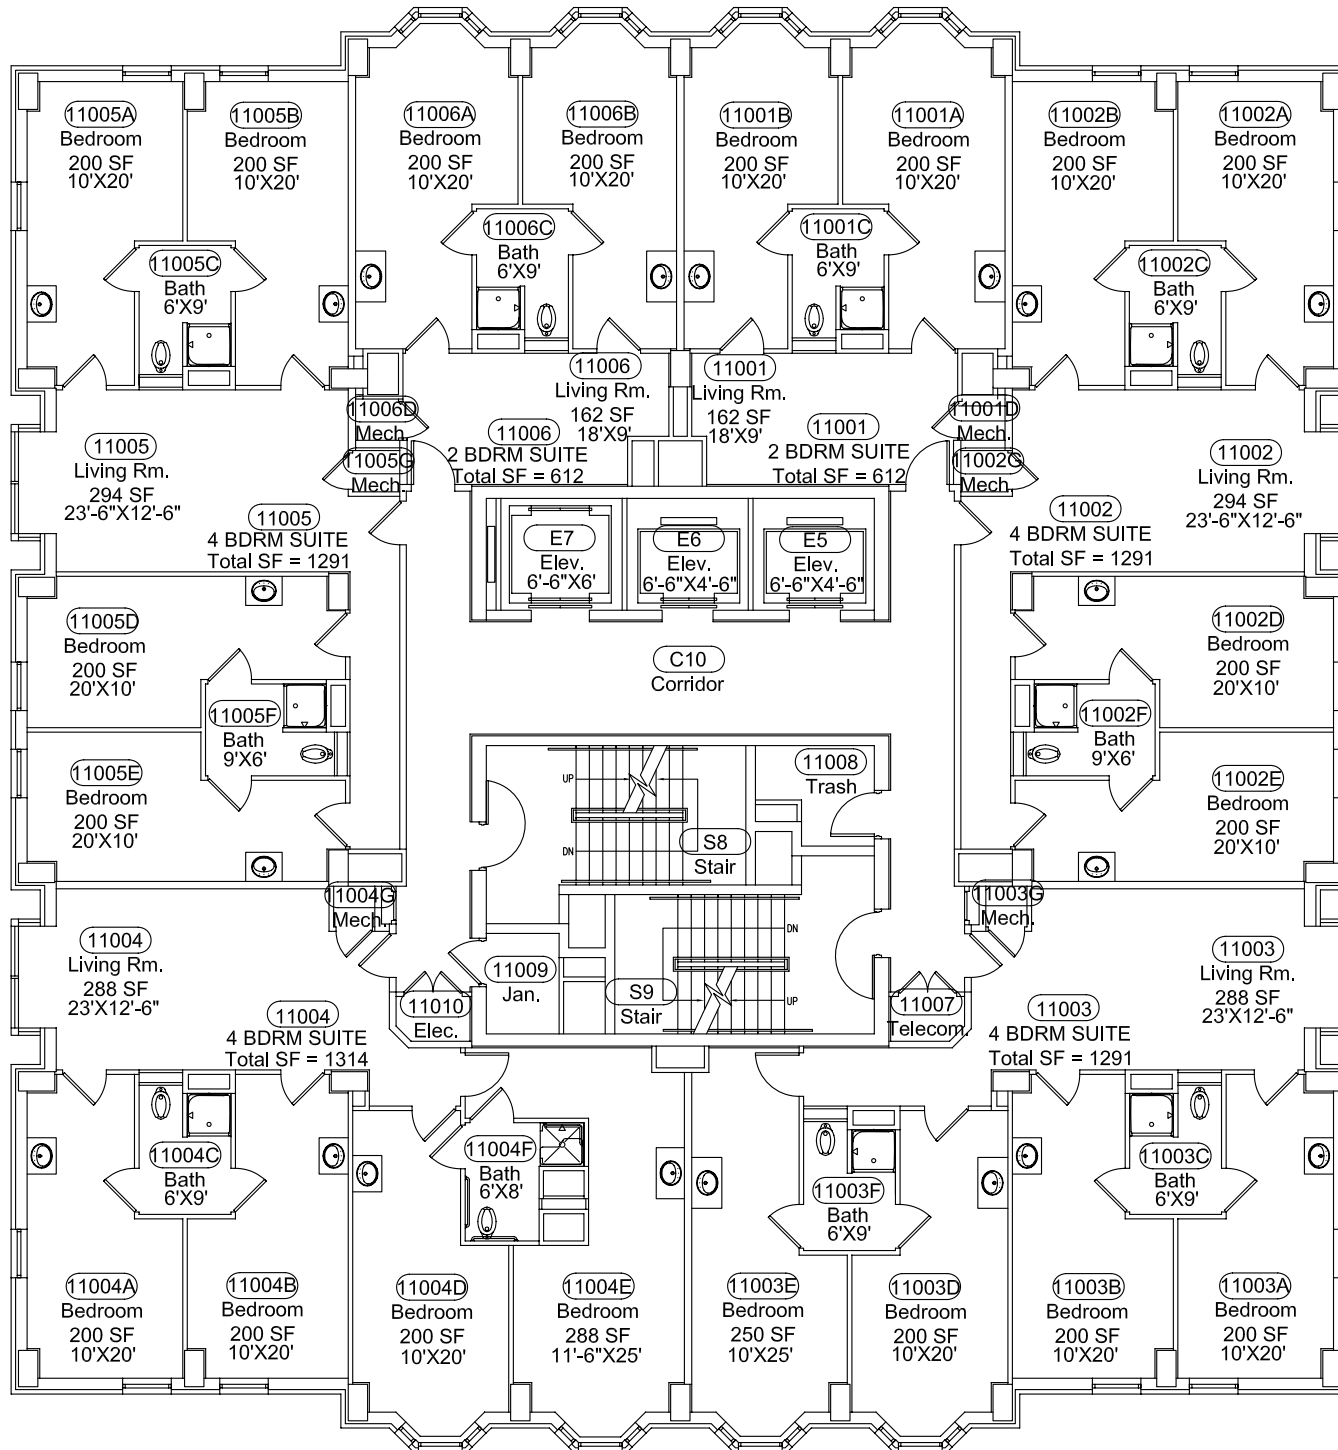 11005A
Bedroom
200 SF
10'X20'
11005B
Bedroom
200 SF
10'X20'
11006A
Bedroom
200 SF
10'X20'
11006B
Bedroom
200 SF
10'X20'
11001B
Bedroom
200 SF
10'X20'
11001A
Bedroom
200 SF
10'X20'
11002B
Bedroom
200 SF
10'X20'
11002A
Bedroom
200 SF
10'X20'
11005C
Bath
6'X9'
11006C
Bath
6'X9'
11001C
Bath
6'X9'
11002C
Bath
6'X9'
11006
Living Rm.
162 SF
18'X9'
11001
Living Rm.
162 SF
18'X9'
11006D
Mech.
11005G
Mech.
11006
2 BDRM SUITE
Total SF = 612
11001
2 BDRM SUITE
Total SF = 612
11001D
Mech.
11002G
Mech.
11005
Living Rm.
294 SF
23'-6"X12'-6"
11005
4 BDRM SUITE
Total SF = 1291
11002
Living Rm.
294 SF
23'-6"X12'-6"
11002
4 BDRM SUITE
Total SF = 1291
E7
Elev.
6'-6"X6'
E6
Elev.
6'-6"X4'-6"
E5
Elev.
6'-6"X4'-6"
11005D
Bedroom
200 SF
20'X10'
C10
Corridor
11002D
Bedroom
200 SF
20'X10'
11005F
Bath
9'X6'
11002F
Bath
9'X6'
11005E
Bedroom
200 SF
20'X10'
11002E
Bedroom
200 SF
20'X10'
UP
DN
11008
Trash
S8
Stair
11004G
Mech.
11003G
Mech.
11004
Living Rm.
288 SF
23'X12'-6"
11003
Living Rm.
288 SF
23'X12'-6"
DN
UP
11009
Jan.
S9
Stair
11010
Elec.
11007
Telecom.
11004
4 BDRM SUITE
Total SF = 1314
11003
4 BDRM SUITE
Total SF = 1291
11004C
Bath
6'X9'
11004F
Bath
6'X8'
11003F
Bath
6'X9'
11003C
Bath
6'X9'
11004A
Bedroom
200 SF
10'X20'
11004B
Bedroom
200 SF
10'X20'
11004D
Bedroom
200 SF
10'X20'
11004E
Bedroom
288 SF
11'-6"X25'
11003E
Bedroom
250 SF
10'X25'
11003D
Bedroom
200 SF
10'X20'
11003B
Bedroom
200 SF
10'X20'
11003A
Bedroom
200 SF
10'X20'